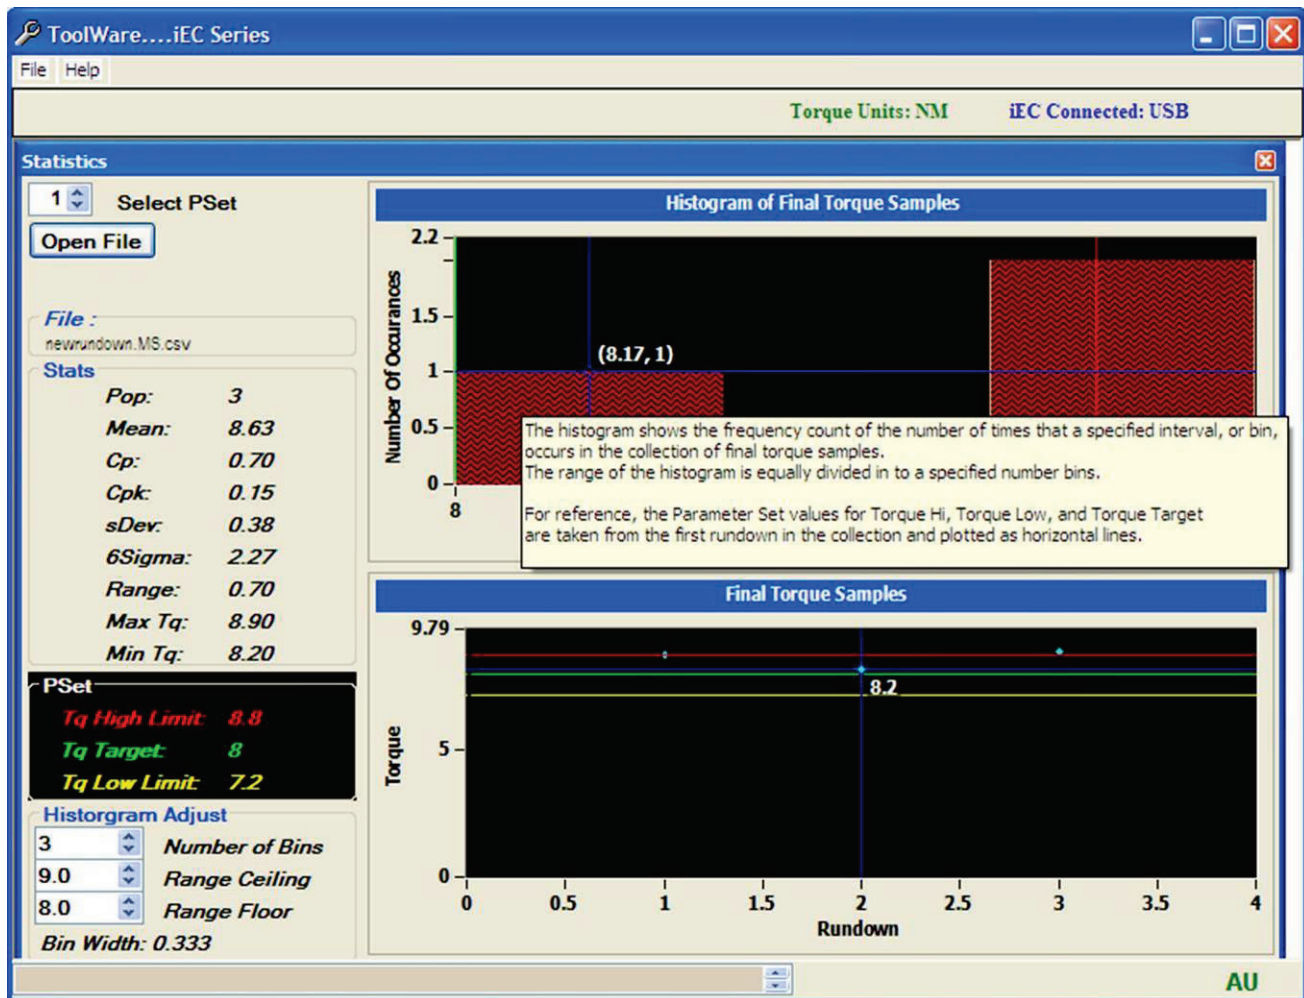 ToolWare....iEC Series
File Help
Torque Units: NM iEC Connected: USB
Statistics
1 Select PSet
Open File
File :
newrundown.MS.csv
Stats
Pop: 3
Mean: 8.63
Cp: 0.70
Cpk: 0.15
sDev: 0.38
6Sigma: 2.27
Range: 0.70
Max Tq: 8.90
Min Tq: 8.20
PSet
Tq High Limit: 8.8
Tq Target: 8
Tq Low Limit: 7.2
Historgram Adjust
3 Number of Bins
9.0 Range Ceiling
8.0 Range Floor
Bin Width: 0.333
Histogram of Final Torque Samples
Number Of Occurances
2.2
1.5
1
0.5
0
8
(8.17, 1)
The histogram shows the frequency count of the number of times that a specified interval, or bin,
occurs in the collection of final torque samples.
The range of the histogram is equally divided in to a specified number bins.
For reference, the Parameter Set values for Torque Hi, Torque Low, and Torque Target
are taken from the first rundown in the collection and plotted as horizontal lines.
Final Torque Samples
Torque
9.79
5
0
8.2
0 0.5 1 1.5 2 2.5 3 3.5 4
Rundown
AU